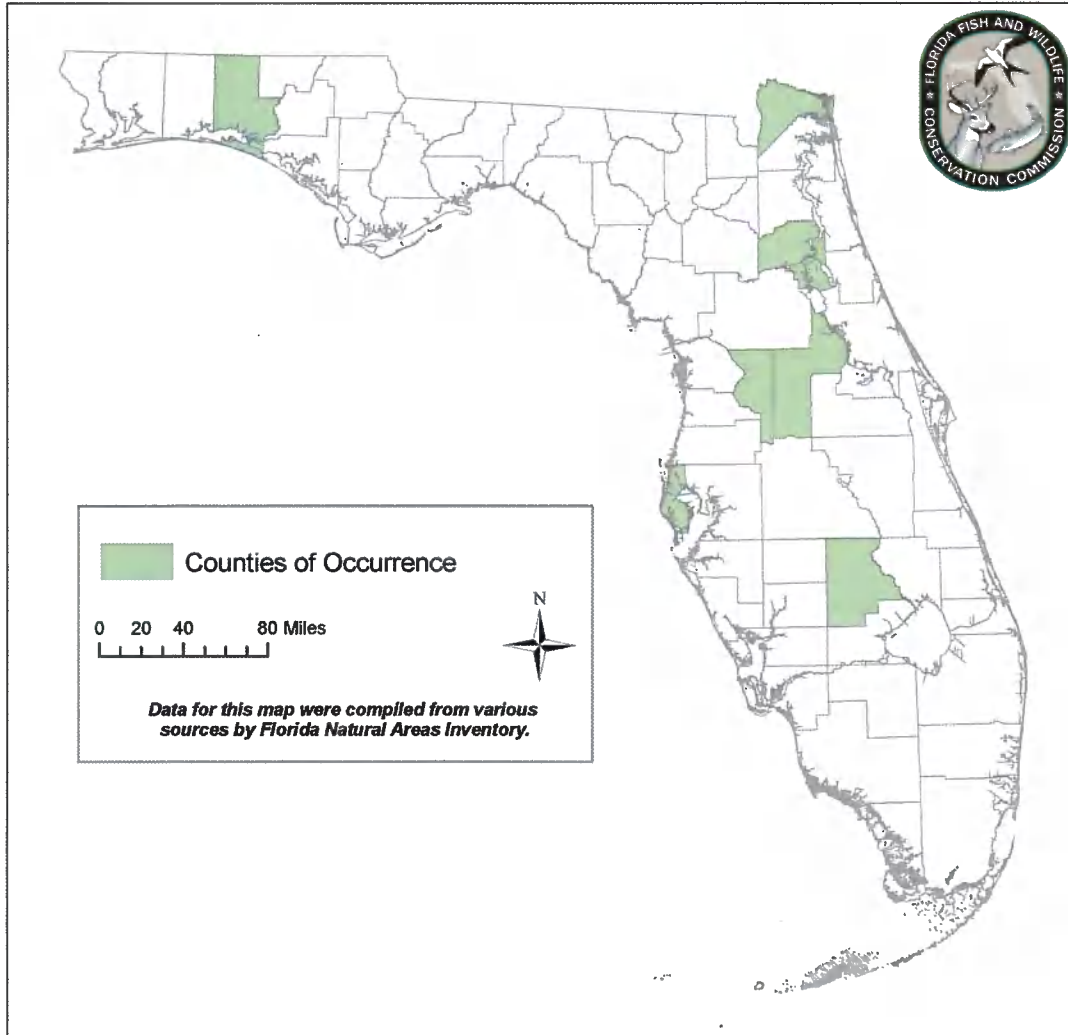 FLORIDA FISH AND WILDLIFE
CONSERVATION COMMISSION
Counties of Occurrence
N
0 20 40 80 Miles
Data for this map were compiled from various
sources by Florida Natural Areas Inventory.